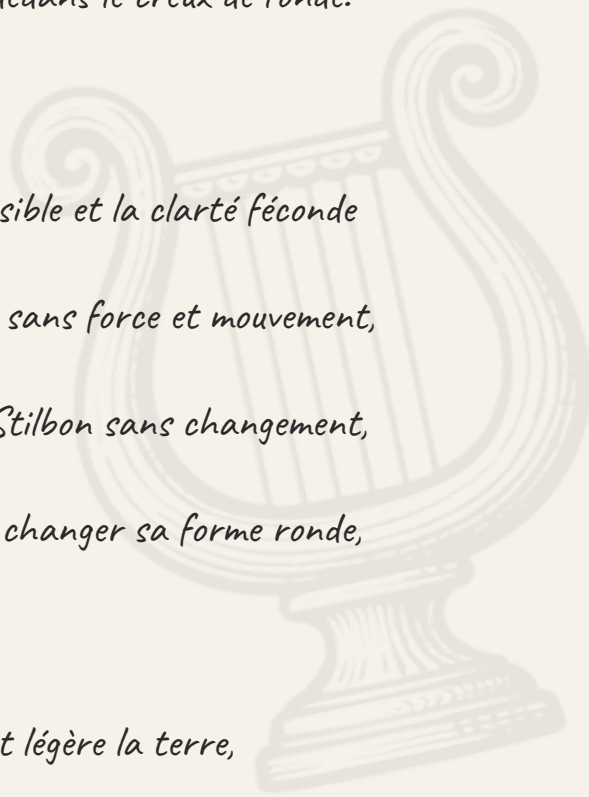 le creux de l'onde.
sible et la clarté féconde
sans force et mouvement,
Stilbon sans changement,
changer sa forme ronde,
t légère la terre,